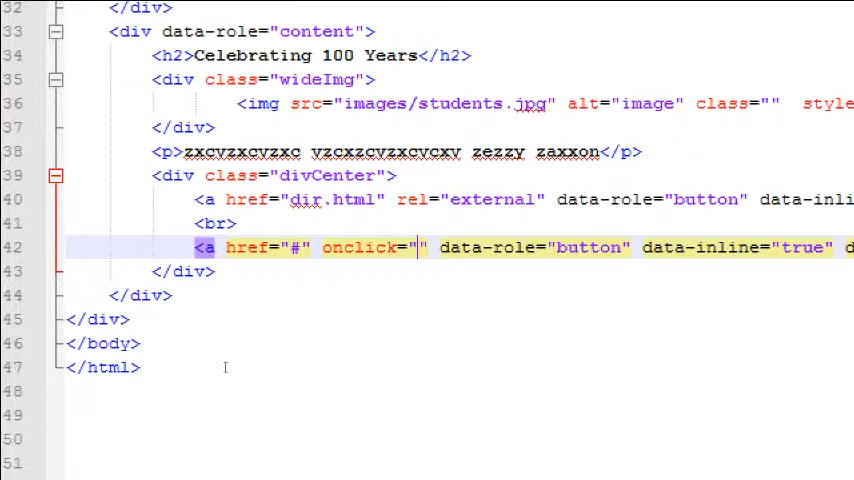 32 </div>
33 <div data-role="content">
34 <h2>Celebrating 100 Years</h2>
35 <div class="wideImg">
36 <img src="images/students.jpg" alt="image" class="" style
37 </div>
38 <p>zxcvzxcvzxc vzcxzcvzxcvcxv zezzy zaxxon</p>
39 <div class="divCenter">
40 <a href="dir.html" rel="external" data-role="button" data-inli
41 <br>
42 <a href="#" onclick="" data-role="button" data-inline="true" d
43 </div>
44 </div>
45 </div>
46 </body>
47 </html>
48
49
50
51